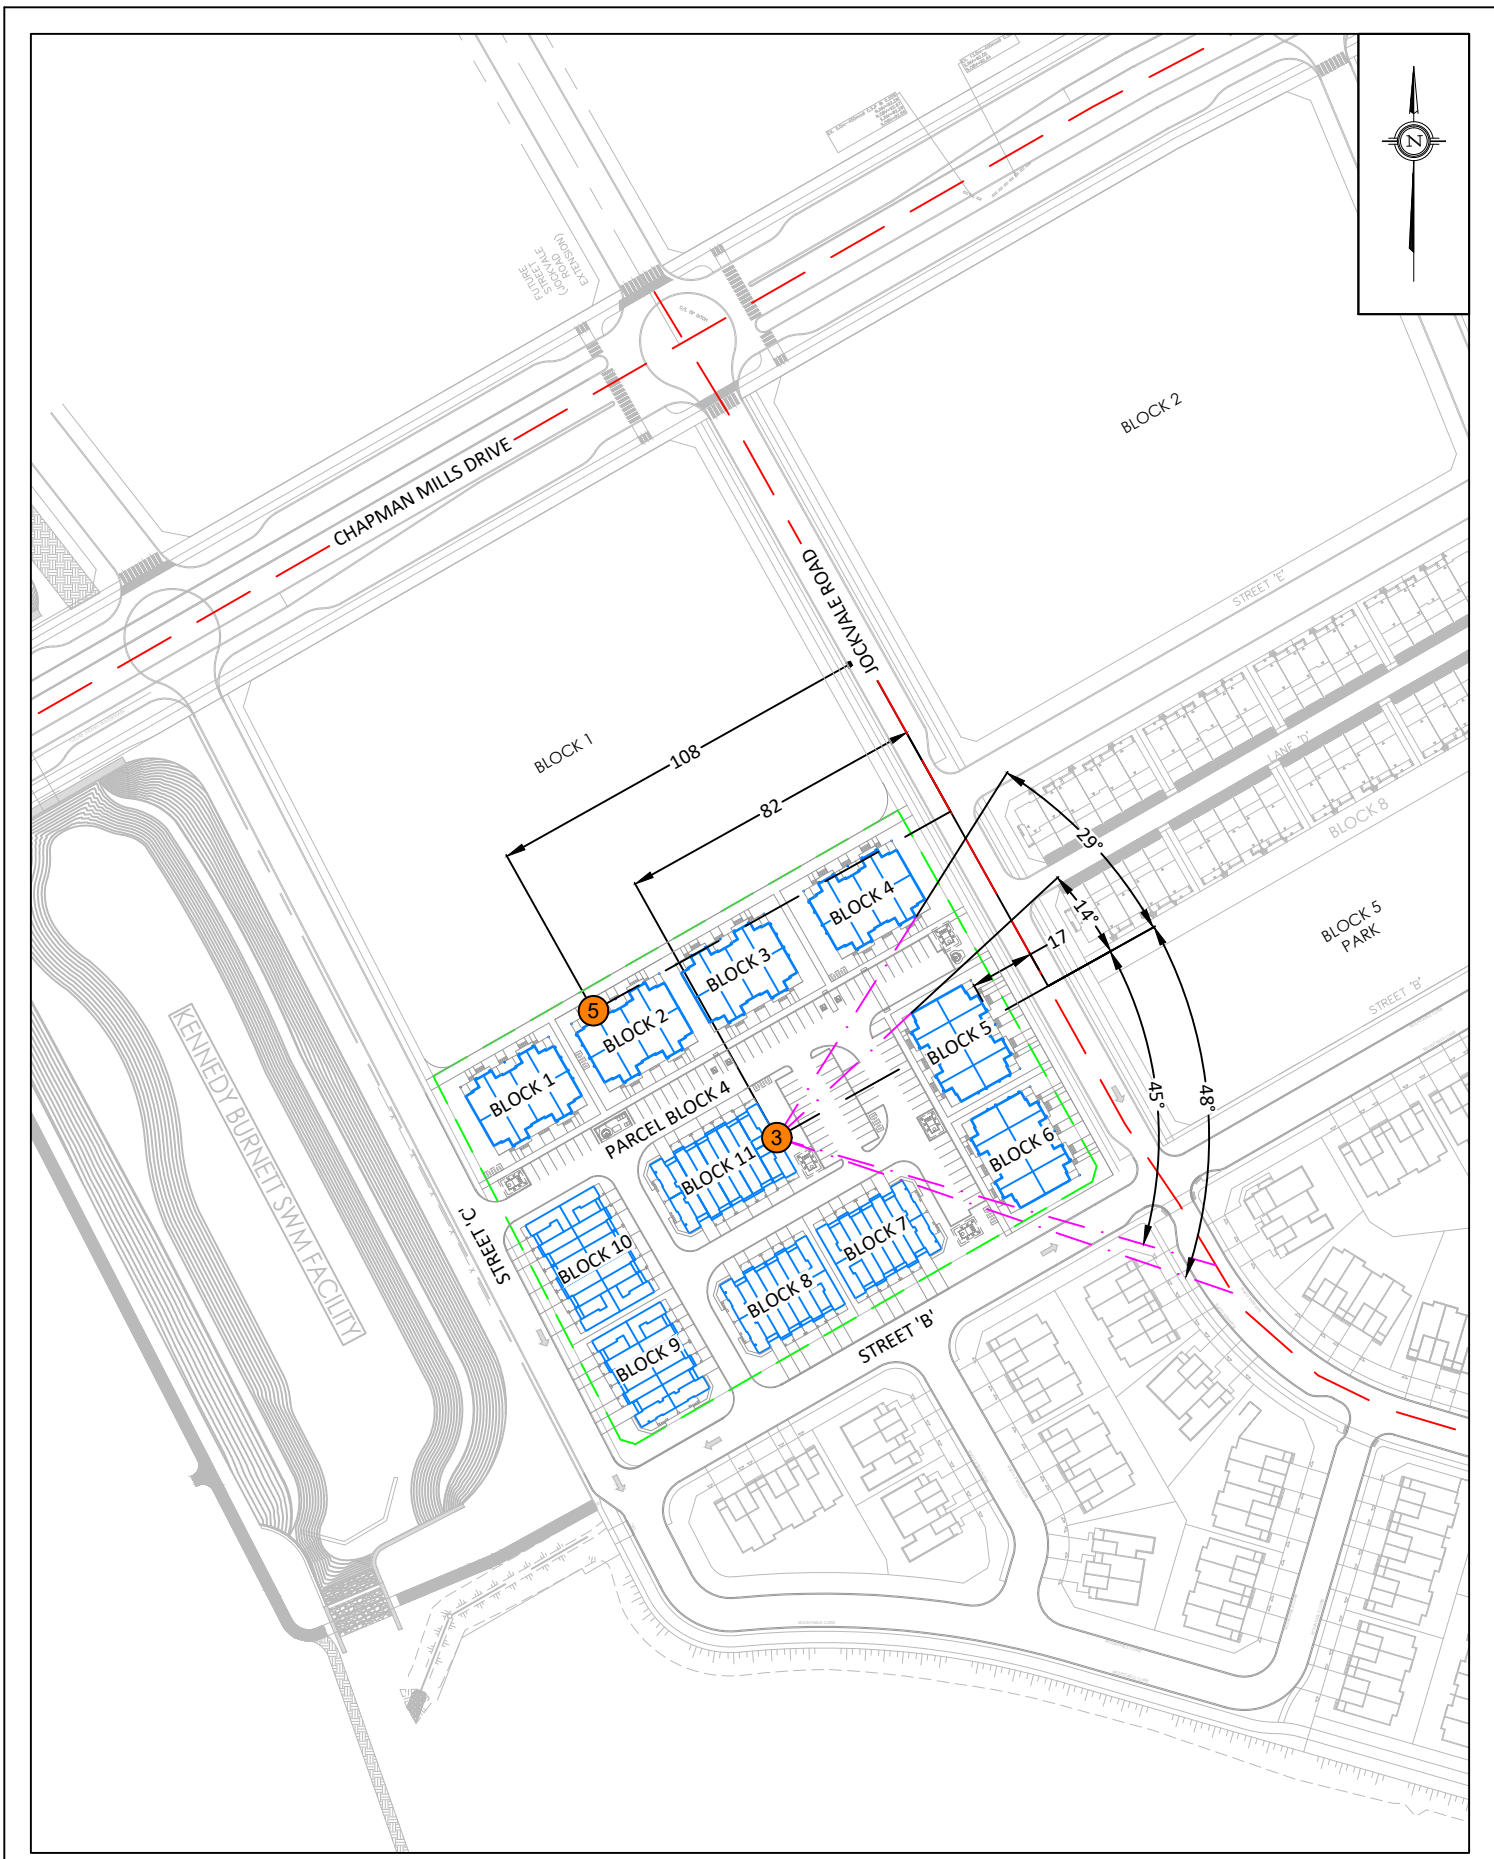 N
FUTURE
STREET
(JOCKVALE
ROAD
EXTENSION)
BLOCK 2
CHAPMAN MILLS DRIVE
JOCKVALE ROAD
STREET 'E'
BLOCK 1
108
82
LANE 'D'
BLOCK 8
29°
14°
17
BLOCK 5
PARK
STREET 'B'
BLOCK 4
BLOCK 3
5
BLOCK 2
BLOCK 5
BLOCK 1
PARCEL BLOCK 4
3
BLOCK 11
BLOCK 6
45°
48°
KENNEDY BURNETT SWM FACILITY
STREET 'C'
BLOCK 10
BLOCK 7
BLOCK 8
BLOCK 9
STREET 'B'